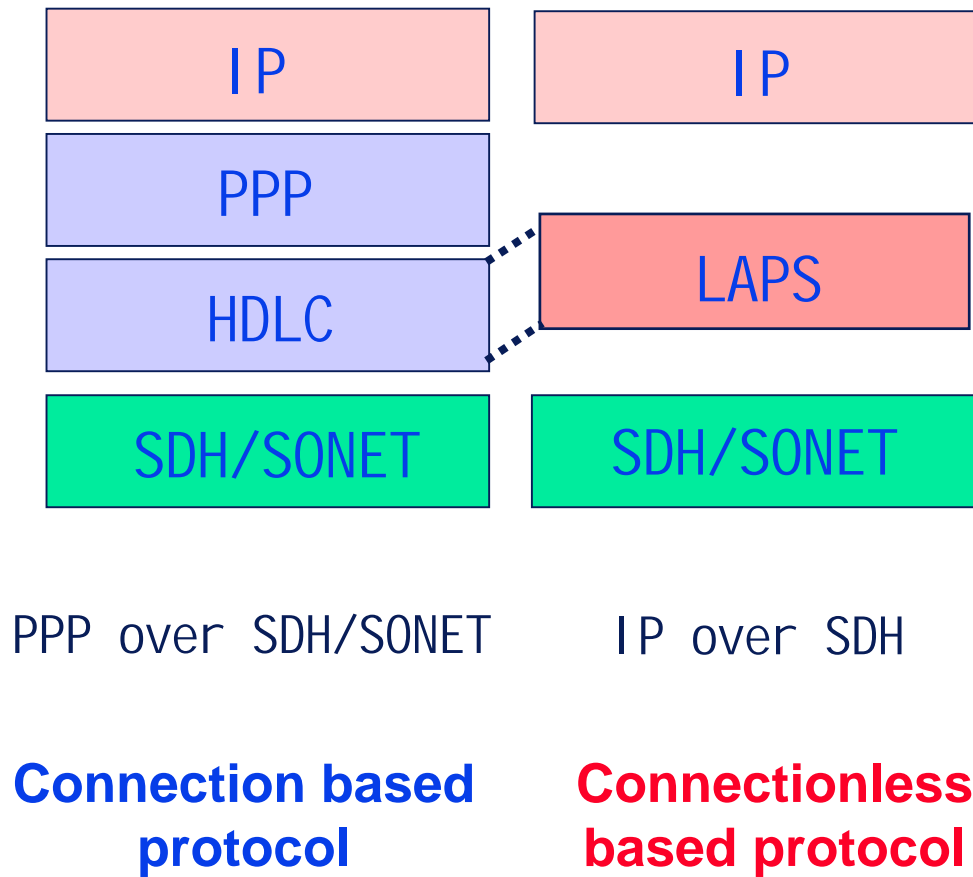 IP
PPP
HDLC
SDH/SONET
PPP over SDH/SONET
Connection based
protocol
IP
LAPS
SDH/SONET
IP over SDH
Connectionless
based protocol